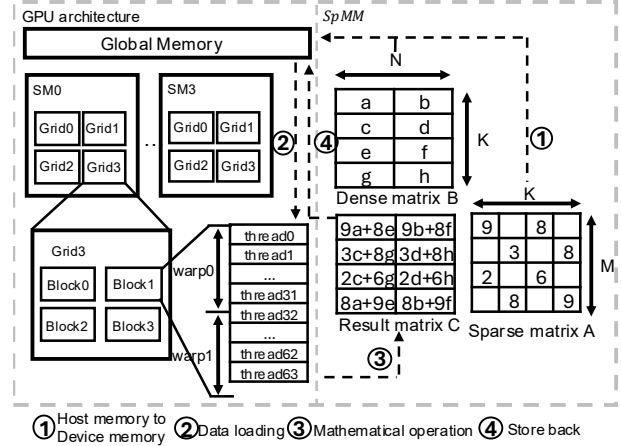 GPU architecture
SpMM
Global Memory
N
SM0
Grid0 Grid1
Grid2 Grid3
..
SM3
Grid0 Grid1
Grid2 Grid3
2
4
1
a b
c d
e f
g h
K
Dense matrix B
K
9 8
3 8
2 6
8 9
M
Sparse matrix A
9a+8e 9b+8f
3c+8g 3d+8h
2c+6g 2d+6h
8a+9e 8b+9f
Result matrix C
3
Grid3
Block0 Block1
Block2 Block3
warp0
warp1
thread0
thread1
...
thread31
thread32
...
thread62
thread63
1 Host memory to
Device memory
2 Data loading
3 Mathematical operation
4 Store back